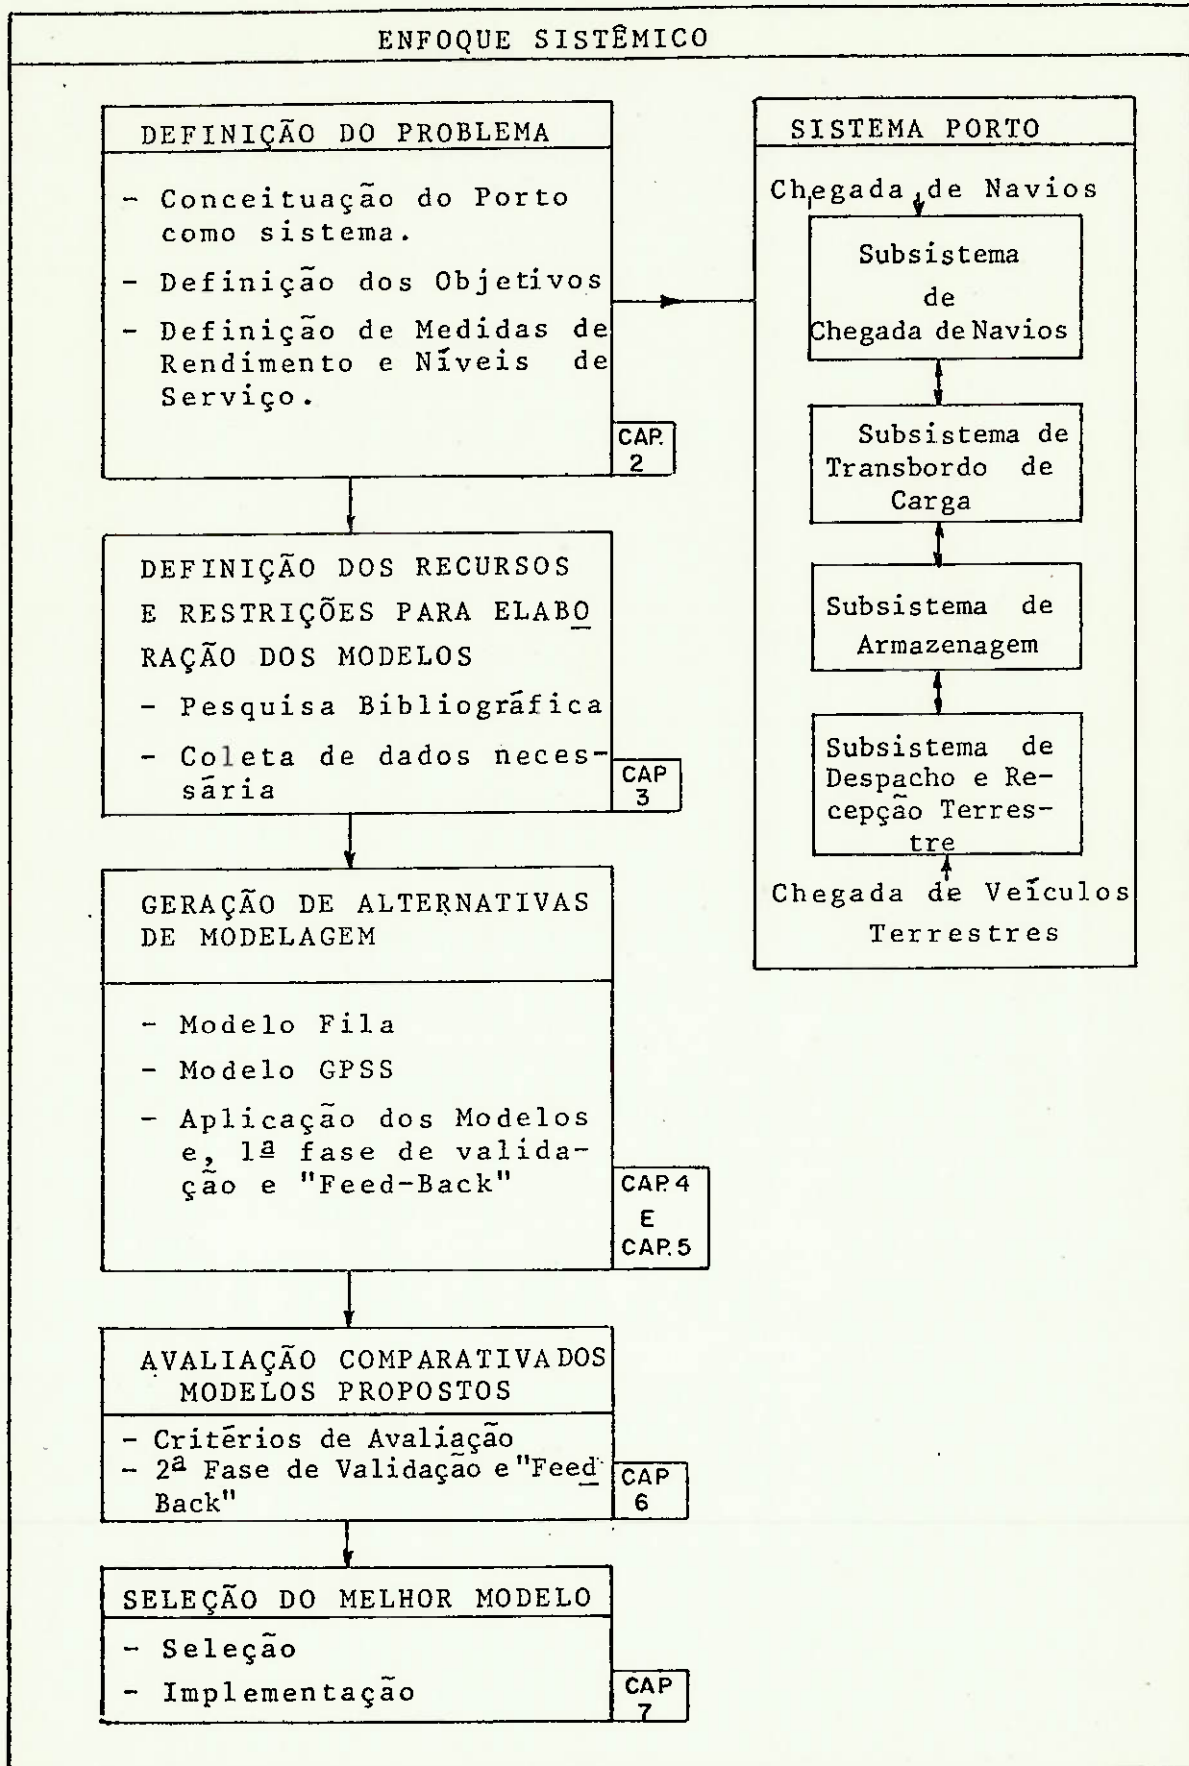 ENFOQUE SISTÊMICO
DEFINIÇÃO DO PROBLEMA
- Conceituação do Porto
como sistema.
- Definição dos Objetivos
- Definição de Medidas de
Rendimento e Níveis de
Serviço.
CAP.
2
SISTEMA PORTO
Chegada de Navios
Subsistema
de
Chegada de Navios
Subsistema de
Transbordo de
Carga
Subsistema de
Armazenagem
Subsistema de
Despacho e Re-
cepção Terres-
tre
Chegada de Veículos
Terrestres
DEFINIÇÃO DOS RECURSOS
E RESTRIÇÕES PARA ELABO
RAÇÃO DOS MODELOS
- Pesquisa Bibliográfica
- Coleta de dados neces-
sária
CAP
3
GERAÇÃO DE ALTERNATIVAS
DE MODELAGEM
- Modelo Fila
- Modelo GPSS
- Aplicação dos Modelos
e, 1ª fase de valida-
ção e "Feed-Back"
CAP. 4
E
CAP. 5
AVALIAÇÃO COMPARATIVA DOS
MODELOS PROPOSTOS
- Critérios de Avaliação
- 2ª Fase de Validação e "Feed
Back"
CAP
6
SELEÇÃO DO MELHOR MODELO
- Seleção
- Implementação
CAP
7